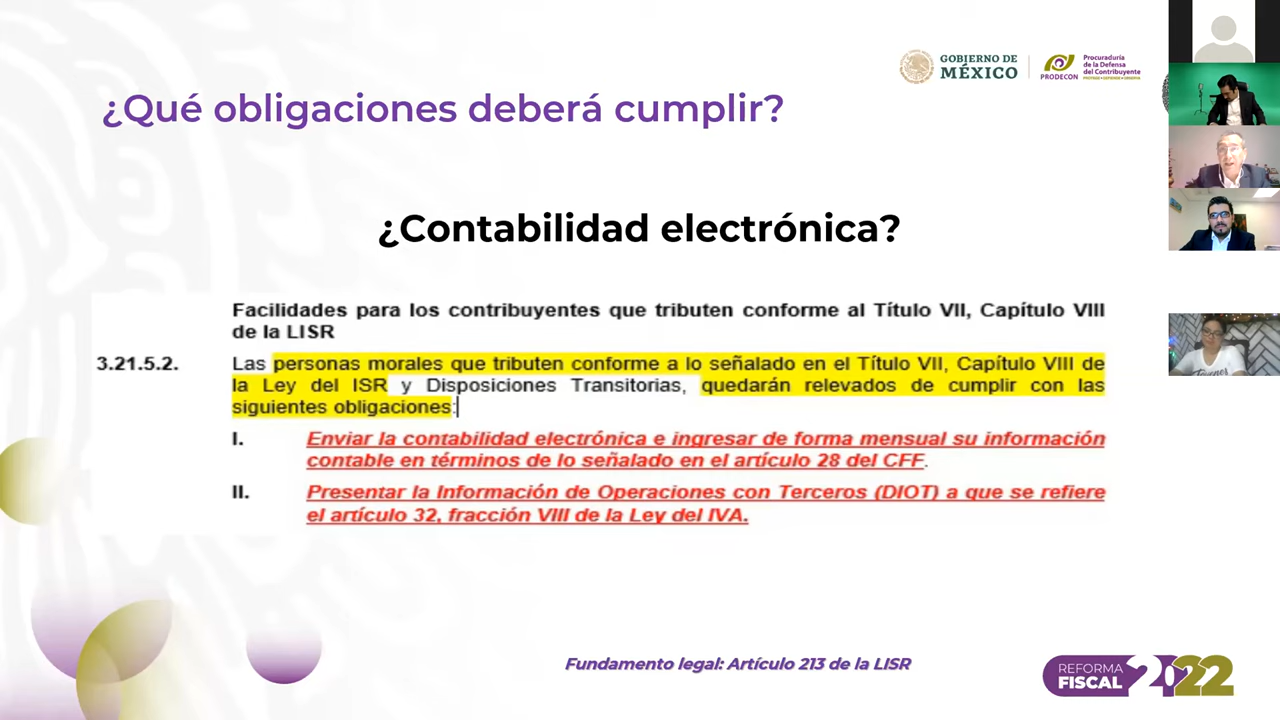 GOBIERNO DE
MÉXICO
PRODECON
Procuraduría
de la Defensa
del Contribuyente
¿Qué obligaciones deberá cumplir?
¿Contabilidad electrónica?
Facilidades para los contribuyentes que tributen conforme al Título VII, Capítulo VIII
de la LISR
3.21.5.2. Las personas morales que tributen conforme a lo señalado en el Título VII, Capítulo VIII de
la Ley del ISR y Disposiciones Transitorias, quedarán relevados de cumplir con las
siguientes obligaciones:
I. Enviar la contabilidad electrónica e ingresar de forma mensual su información
contable en términos de lo señalado en el artículo 28 del CFF.
II. Presentar la Información de Operaciones con Terceros (DIOT) a que se refiere
el artículo 32, fracción VIII de la Ley del IVA.
Fundamento legal: Artículo 213 de la LISR
REFORMA
FISCAL 2022